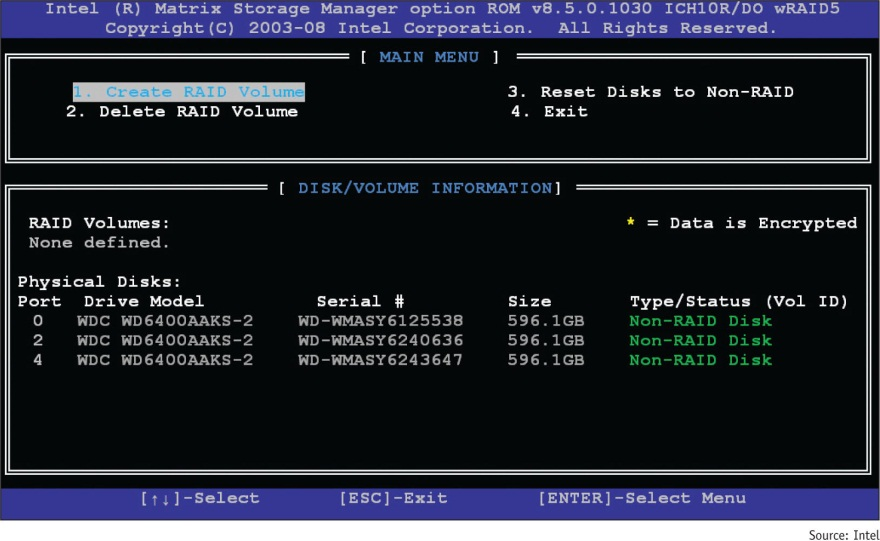 Intel (R) Matrix Storage Manager option ROM v8.5.0.1030 ICH10R/DO wRAID5
Copyright(C) 2003-08 Intel Corporation. All Rights Reserved.
[ MAIN MENU ]
1. Create RAID Volume 3. Reset Disks to Non-RAID
2. Delete RAID Volume 4. Exit
[ DISK/VOLUME INFORMATION]
RAID Volumes: * = Data is Encrypted
None defined.
Physical Disks:
Port Drive Model Serial # Size Type/Status (Vol ID)
0 WDC WD6400AAKS-2 WD-WMASY6125538 596.1GB Non-RAID Disk
2 WDC WD6400AAKS-2 WD-WMASY6240636 596.1GB Non-RAID Disk
4 WDC WD6400AAKS-2 WD-WMASY6243647 596.1GB Non-RAID Disk
[↑↓]-Select [ESC]-Exit [ENTER]-Select Menu
Source: Intel